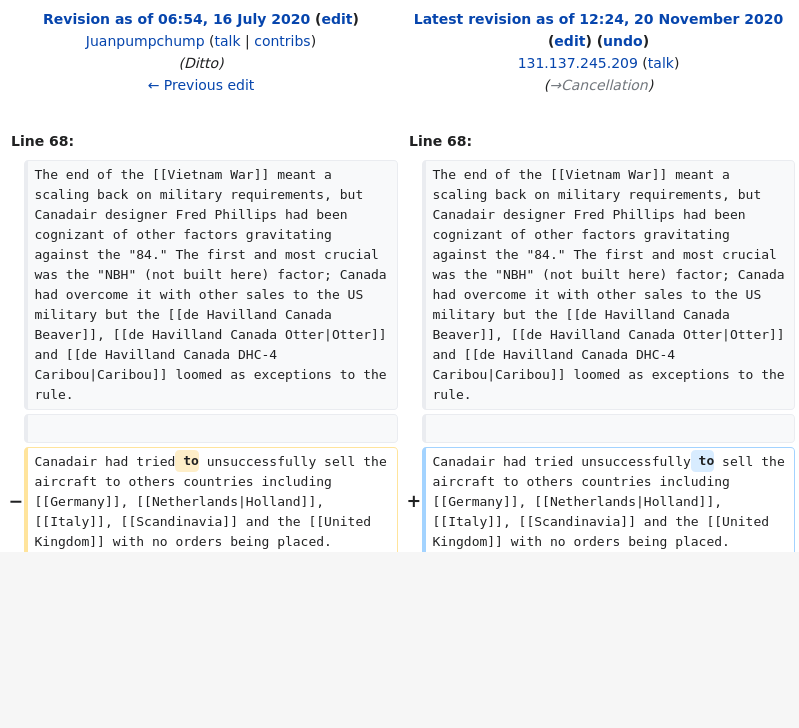 Revision as of 06:54, 16 July 2020 (edit)
Juanpumpchump (talk | contribs)
(Ditto)
← Previous edit
Latest revision as of 12:24, 20 November 2020
(edit) (undo)
131.137.245.209 (talk)
(→Cancellation)
Line 68:
The end of the [[Vietnam War]] meant a
scaling back on military requirements, but
Canadair designer Fred Phillips had been
cognizant of other factors gravitating
against the "84." The first and most crucial
was the "NBH" (not built here) factor; Canada
had overcome it with other sales to the US
military but the [[de Havilland Canada
Beaver]], [[de Havilland Canada Otter|Otter]]
and [[de Havilland Canada DHC-4
Caribou|Caribou]] loomed as exceptions to the
rule.
− Canadair had tried to unsuccessfully sell the
aircraft to others countries including
[[Germany]], [[Netherlands|Holland]],
[[Italy]], [[Scandinavia]] and the [[United
Kingdom]] with no orders being placed.
Line 68:
The end of the [[Vietnam War]] meant a
scaling back on military requirements, but
Canadair designer Fred Phillips had been
cognizant of other factors gravitating
against the "84." The first and most crucial
was the "NBH" (not built here) factor; Canada
had overcome it with other sales to the US
military but the [[de Havilland Canada
Beaver]], [[de Havilland Canada Otter|Otter]]
and [[de Havilland Canada DHC-4
Caribou|Caribou]] loomed as exceptions to the
rule.
+ Canadair had tried unsuccessfully to sell the
aircraft to others countries including
[[Germany]], [[Netherlands|Holland]],
[[Italy]], [[Scandinavia]] and the [[United
Kingdom]] with no orders being placed.